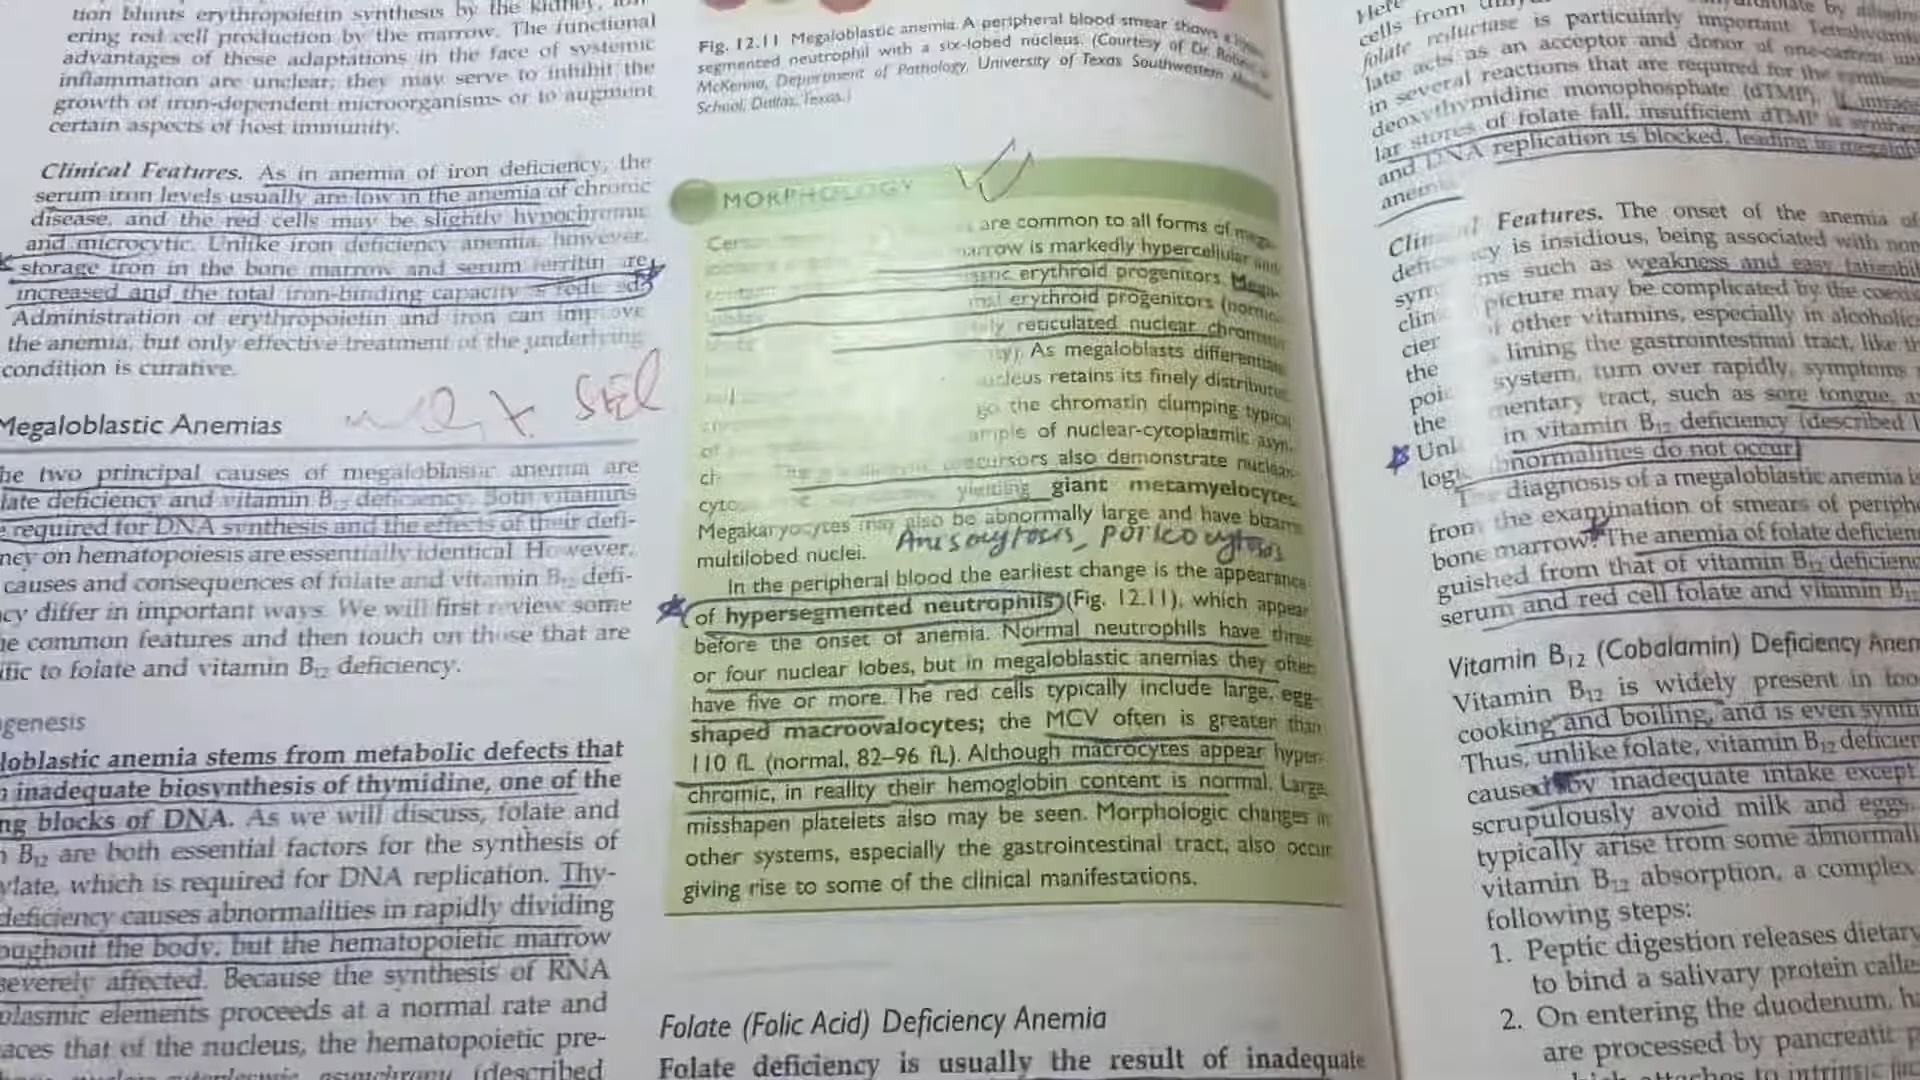 tion blunts erythropoietin synthesis by the kidney,
ering red cell production by the marrow. The functional
advantages of these adaptations in the face of systemic
inflammation are unclear; they may serve to inhibit the
growth of iron-dependent microorganisms or to augment
certain aspects of host immunity.
Clinical Features. As in anemia of iron deficiency, the
serum iron levels usually are low in the anemia of chronic
disease, and the red cells may be slightly hypochromic
and microcytic. Unlike iron deficiency anemia, however,
storage iron in the bone marrow and serum ferritin are
increased and the total iron-binding capacity
Administration of erythropoietin and iron can improve
the anemia, but only effective treatment of the underlying
condition is curative.
Megaloblastic Anemias
he two principal causes of megaloblastic anemia are
late deficiency and vitamin B12 deficiency. Both vitamins
e required for DNA synthesis and the effects of their defi-
ncy on hematopoiesis are essentially identical. However,
causes and consequences of folate and vitamin B12 defi-
cy differ in important ways. We will first review some
e common features and then touch on those that are
ific to folate and vitamin B12 deficiency.
genesis
loblastic anemia stems from metabolic defects that
inadequate biosynthesis of thymidine, one of the
ng blocks of DNA. As we will discuss, folate and
B12 are both essential factors for the synthesis of
ylate, which is required for DNA replication. Thy-
deficiency causes abnormalities in rapidly dividing
oughout the body, but the hematopoietic marrow
severely affected. Because the synthesis of RNA
plasmic elements proceeds at a normal rate and
aces that of the nucleus, the hematopoietic pre-
asynchrony (described
Fig. 12.11 Megaloblastic anemia. A peripheral blood smear shows a
segmented neutrophil with a six-lobed nucleus. (Courtesy of Dr. Robert
McKenna, Department of Pathology, University of Texas Southwestern
School, Dallas, Texas.)
MORPHOLOGY
are common to all forms of
marrow is markedly hypercellular and
erythroid progenitors. Mega-
erythroid progenitors
reticulated nuclear
As megaloblasts
nucleus retains its finely
the chromatin clumping typical
of nuclear-cytoplasmic asyn-
precursors also demonstrate
yielding giant metamyelocytes.
Megakaryocytes may also be abnormally large and have bizarre
multilobed nuclei. Anisocytosis, poikilocytosis
In the peripheral blood the earliest change is the appearance
of hypersegmented neutrophils (Fig. 12.11), which appear
before the onset of anemia. Normal neutrophils have three
or four nuclear lobes, but in megaloblastic anemias they often
have five or more. The red cells typically include large, egg-
shaped macroovalocytes; the MCV often is greater than
110 fL (normal, 82–96 fL). Although macrocytes appear hyper-
chromic, in reality their hemoglobin content is normal. Large,
misshapen platelets also may be seen. Morphologic changes in
other systems, especially the gastrointestinal tract, also occur
giving rise to some of the clinical manifestations.
Folate (Folic Acid) Deficiency Anemia
Folate deficiency is usually the result of inadequate
cells from
folate reductase is particularly important.
late acts as an acceptor and donor of one-carbon
in several reactions that are required for the
deoxythymidine monophosphate (dTMP).
lar stores of folate fall, insufficient dTMP is
and DNA replication is blocked, leading to
anemia.
Features. The onset of the anemia of
is insidious, being associated with non
such as weakness and easy
picture may be complicated by the
other vitamins, especially in
lining the gastrointestinal tract, like
the system, turn over rapidly, symptoms
mentary tract, such as sore tongue,
the in vitamin B12 deficiency (described
abnormalities do not occur.
diagnosis of a megaloblastic anemia is
from the examination of smears of
bone marrow. The anemia of folate
guished from that of vitamin B12
serum and red cell folate and vitamin B12
Vitamin B12 (Cobalamin) Deficiency Anem
Vitamin B12 is widely present in foo
cooking and boiling, and is even
Thus, unlike folate, vitamin B12
caused by inadequate intake except
scrupulously avoid milk and eggs.
typically arise from some
vitamin B12 absorption, a complex
following steps:
1. Peptic digestion releases dietary
to bind a salivary protein calle
2. On entering the duodenum, ha
are processed by pancreatic p